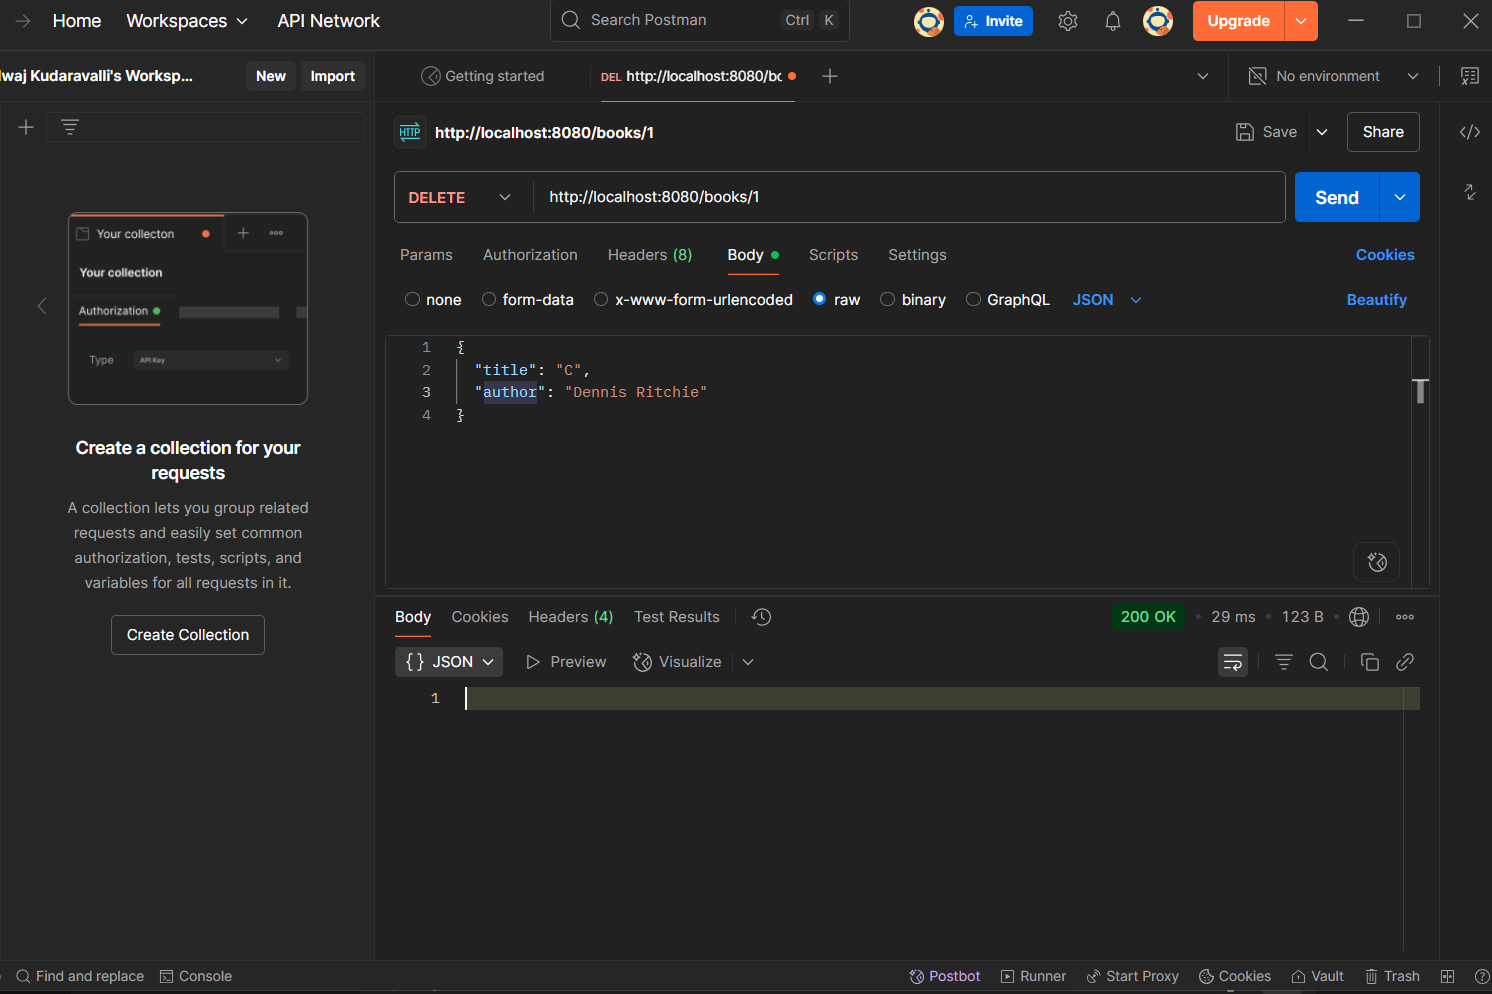 Home
Workspaces
API Network
Search Postman
Ctrl
K
Invite
Upgrade
lwaj Kudaravalli's Worksp...
New
Import
Getting started
DEL http://localhost:8080/bo
No environment
HTTP
http://localhost:8080/books/1
Save
Share
DELETE
http://localhost:8080/books/1
Send
Params
Authorization
Headers (8)
Body
Scripts
Settings
Cookies
none
form-data
x-www-form-urlencoded
raw
binary
GraphQL
JSON
Beautify
1 {
2 "title": "C",
3 "author": "Dennis Ritchie"
4 }
Your collecton
Your collection
Authorization
Type
API Key
Create a collection for your
requests
A collection lets you group related
requests and easily set common
authorization, tests, scripts, and
variables for all requests in it.
Create Collection
Body
Cookies
Headers (4)
Test Results
200 OK
29 ms
123 B
{} JSON
Preview
Visualize
1
Find and replace
Console
Postbot
Runner
Start Proxy
Cookies
Vault
Trash